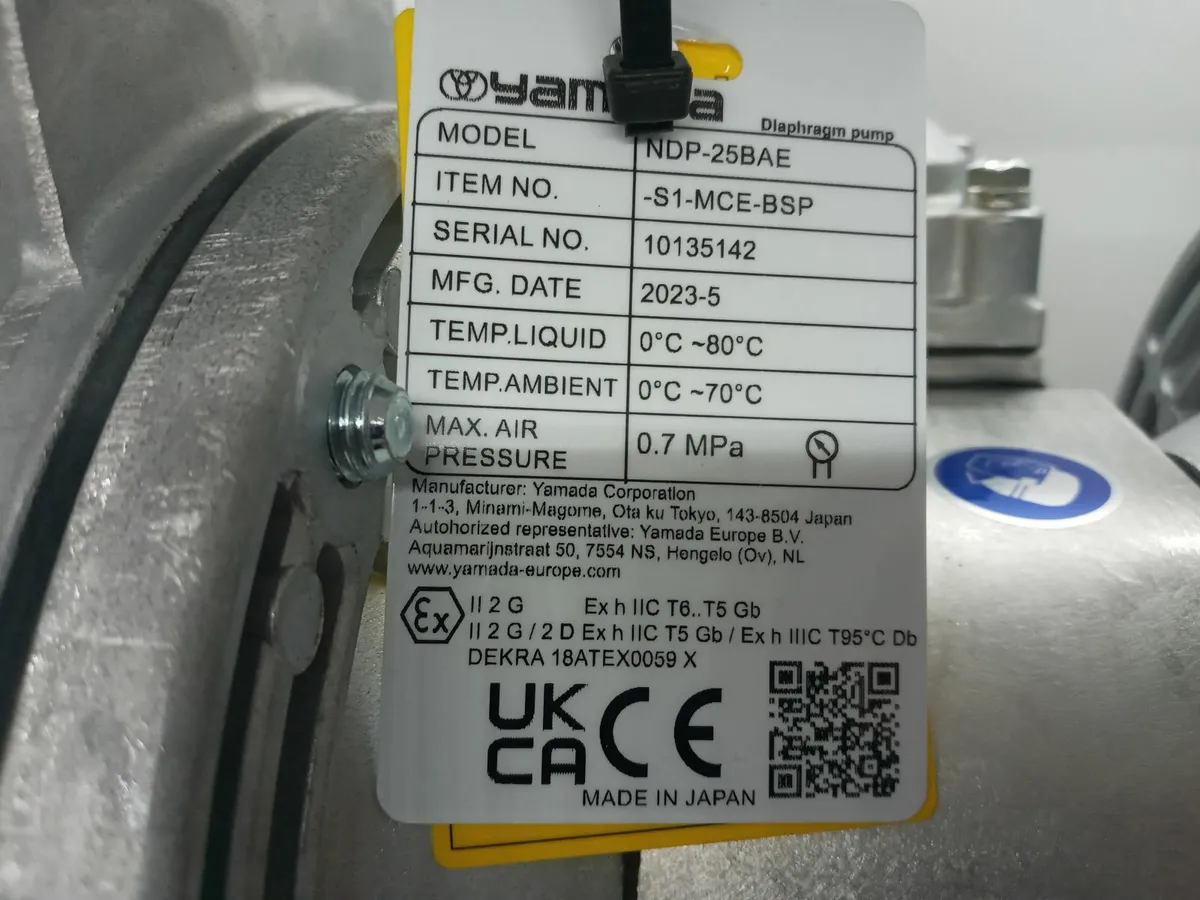 yamada
Diaphragm pump
MODEL NDP-25BAE
ITEM NO. -S1-MCE-BSP
SERIAL NO. 10135142
MFG. DATE 2023-5
TEMP.LIQUID 0°C ~80°C
TEMP.AMBIENT 0°C ~70°C
MAX. AIR
PRESSURE 0.7 MPa
Manufacturer: Yamada Corporation
1-1-3, Minami-Magome, Ota ku Tokyo, 143-8504 Japan
Autohorized representative: Yamada Europe B.V.
Aquamarijnstraat 50, 7554 NS, Hengelo (Ov), NL
www.yamada-europe.com
Ex II 2 G Ex h IIC T6..T5 Gb
II 2 G / 2 D Ex h IIC T5 Gb / Ex h IIIC T95°C Db
DEKRA 18ATEX0059 X
UK
CA CE
MADE IN JAPAN